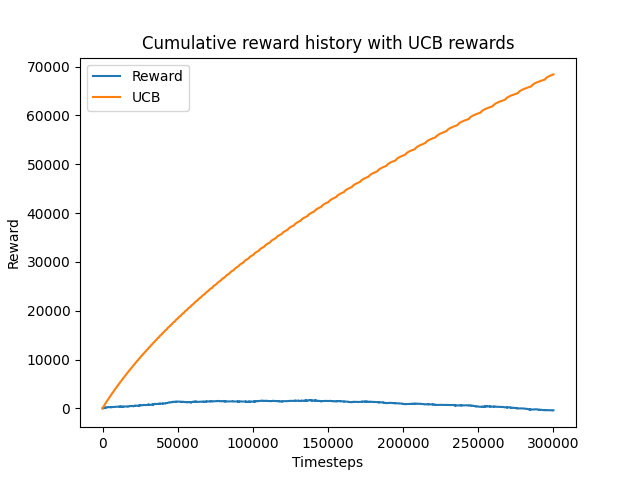 Cumulative reward history with UCB rewards
Reward
UCB
70000
60000
50000
40000
30000
20000
10000
0
Reward
0 50000 100000 150000 200000 250000 300000
Timesteps